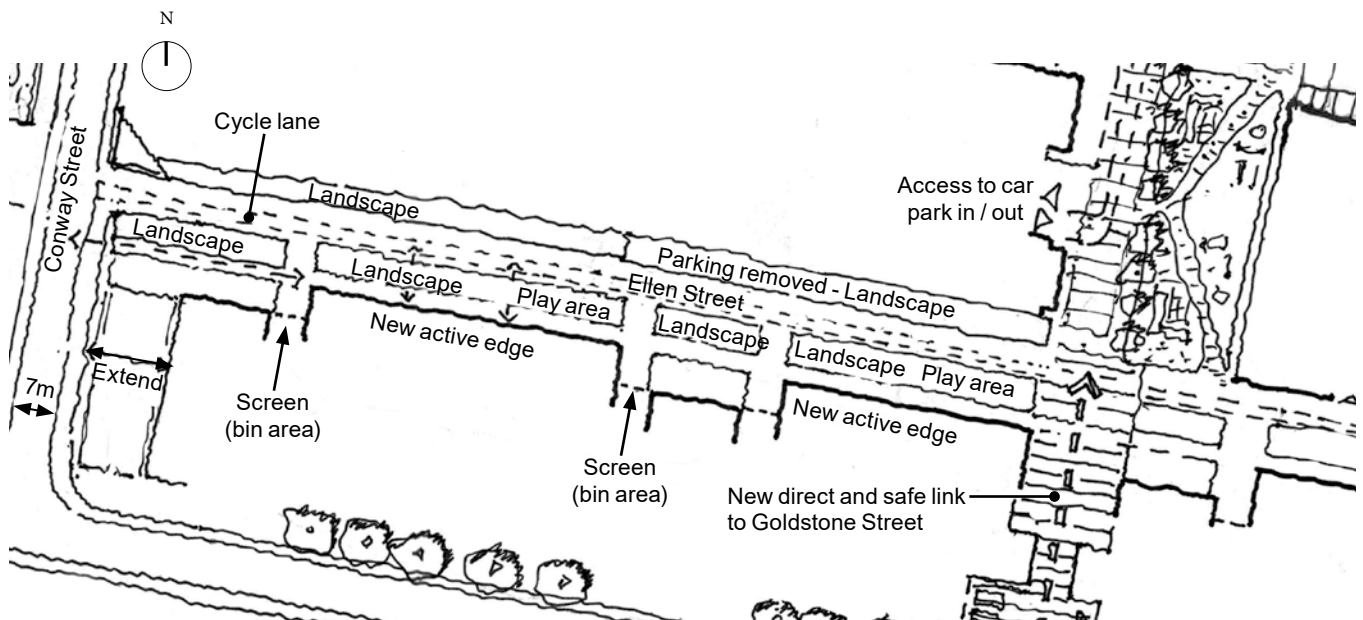 N
Cycle lane
Conway Street
Landscape
Access to car
park in / out
Landscape
Parking removed - Landscape
Landscape
Ellen Street
Play area
Landscape
New active edge
Landscape Play area
Extend
7m
Screen
(bin area)
New active edge
Screen
(bin area)
New direct and safe link
to Goldstone Street